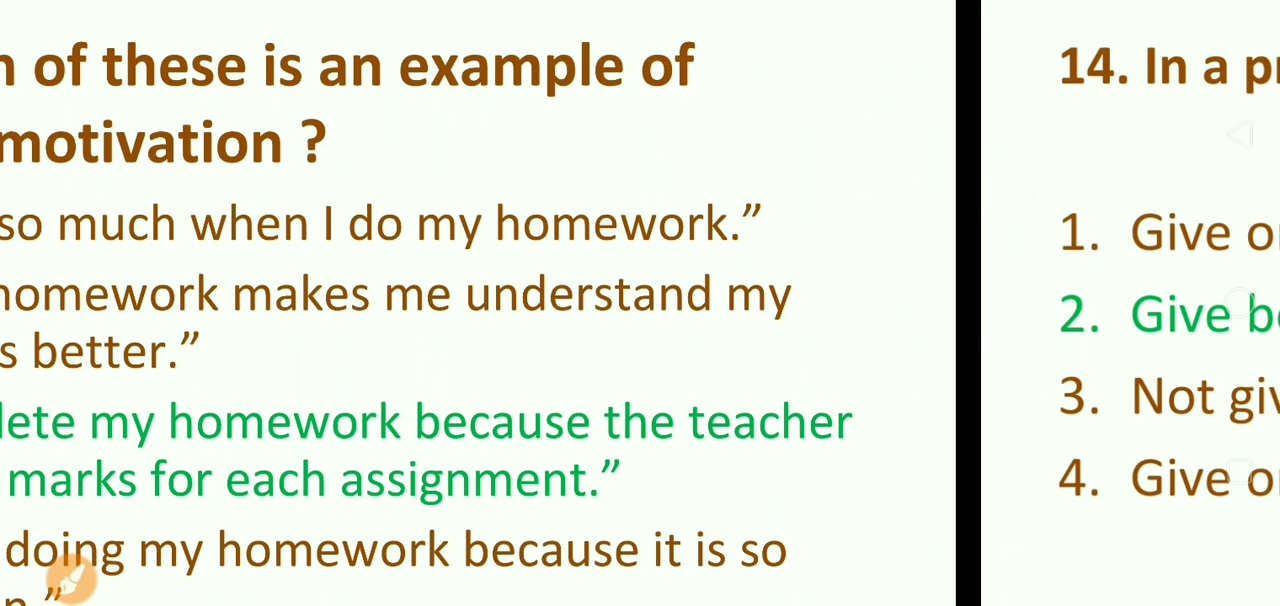 of these is an example of
motivation ?
so much when I do my homework.”
homework makes me understand my
better.”
my homework because the teacher
marks for each assignment.”
doing my homework because it is so
14. In a
1. Give
2. Give
3. Not
4. Give